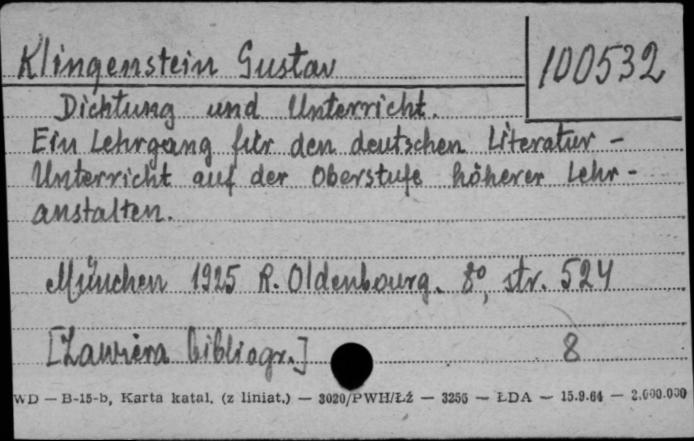 Klingenstein Gustav
100532
Dichtung und Unterricht.
Ein Lehrgang für den deutschen Literatur-
Unterricht auf der Oberstufe höherer Lehr-
anstalten.
München 1925 R. Oldenbourg. 8°, str. 524
[Zawiera bibliogr.]
8
WD — B-15-b, Karta katal. (z liniat.) — 3020/PWH/Łź — 3256 — ŁDA — 15.9.64 — 2.000.000